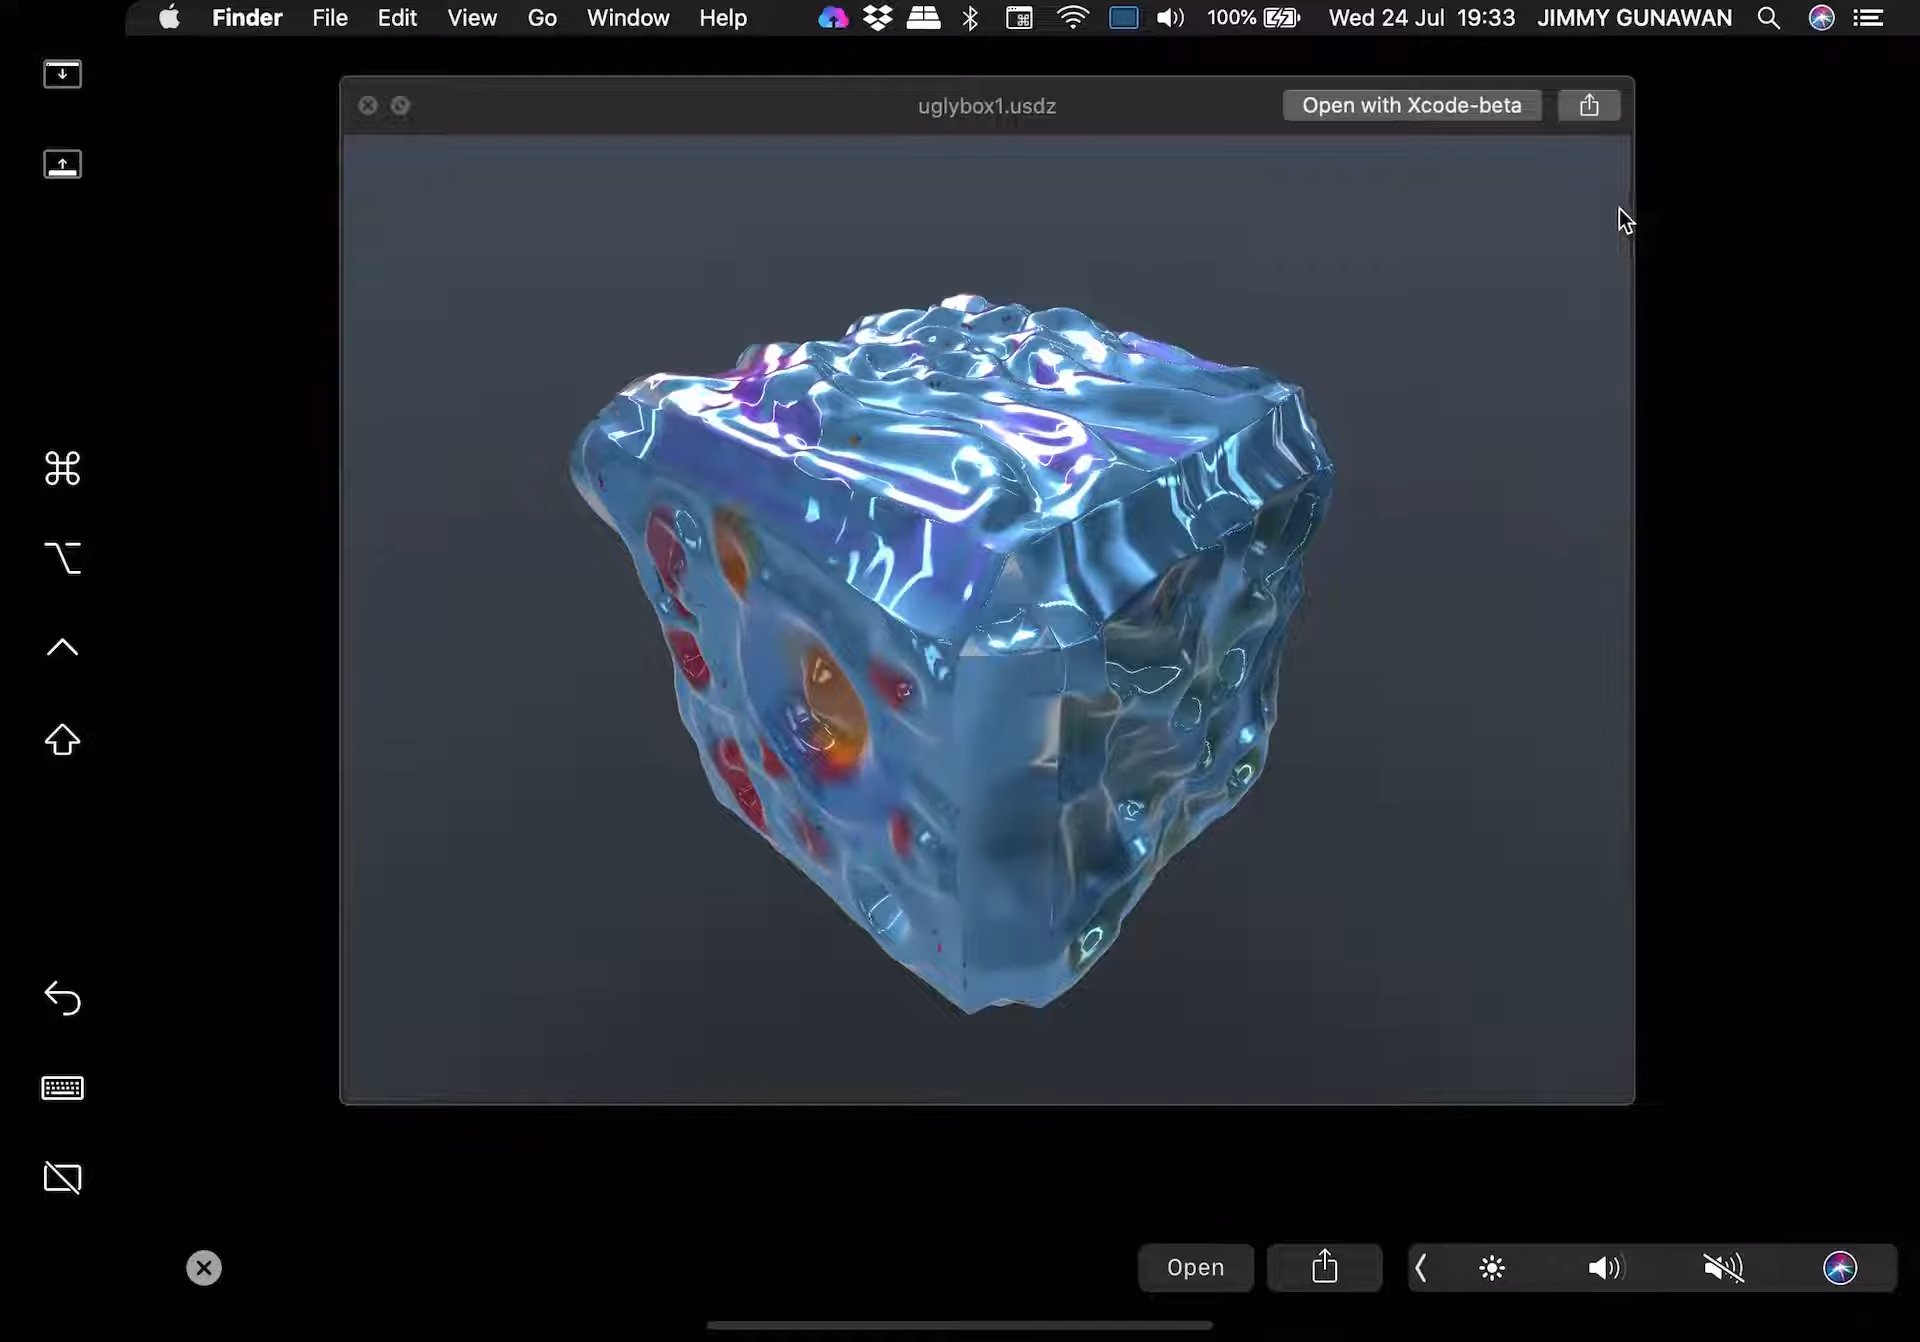 Finder File Edit View Go Window Help 100% Wed 24 Jul 19:33 JIMMY GUNAWAN
uglybox1.usdz Open with Xcode-beta
Open